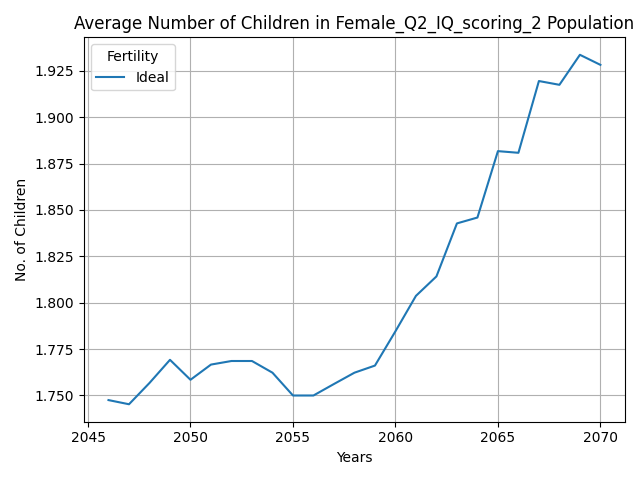 Average Number of Children in Female_Q2_IQ_scoring_2 Population
Fertility
Ideal
No. of Children
1.925
1.900
1.875
1.850
1.825
1.800
1.775
1.750
2045 2050 2055 2060 2065 2070
Years